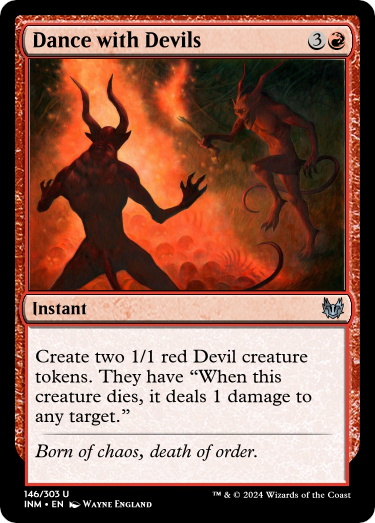 Dance with Devils 3
Instant
Create two 1/1 red Devil creature
tokens. They have “When this
creature dies, it deals 1 damage to
any target.”
Born of chaos, death of order.
146/303 U
INM • EN Wayne England
™ & © 2024 Wizards of the Coast